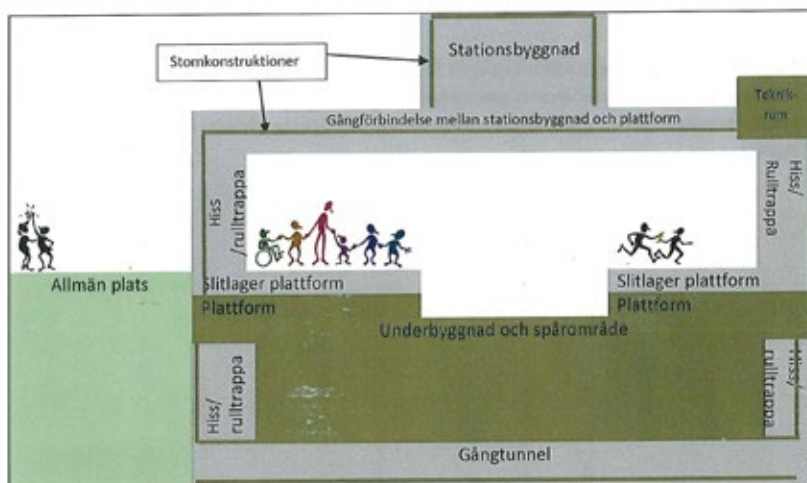 Stationsbyggnad
Stomkonstruktioner
Teknik-
rum
Gångförbindelse mellan stationsbyggnad och plattform
Hiss
/rulltrappa
Hiss/
Rulltrappa
Allmän plats
Slitlager plattform
Plattform
Slitlager plattform
Plattform
Underbyggnad och spårområde
Hiss/
rulltrappa
Hiss/
rulltrappa
Gångtunnel